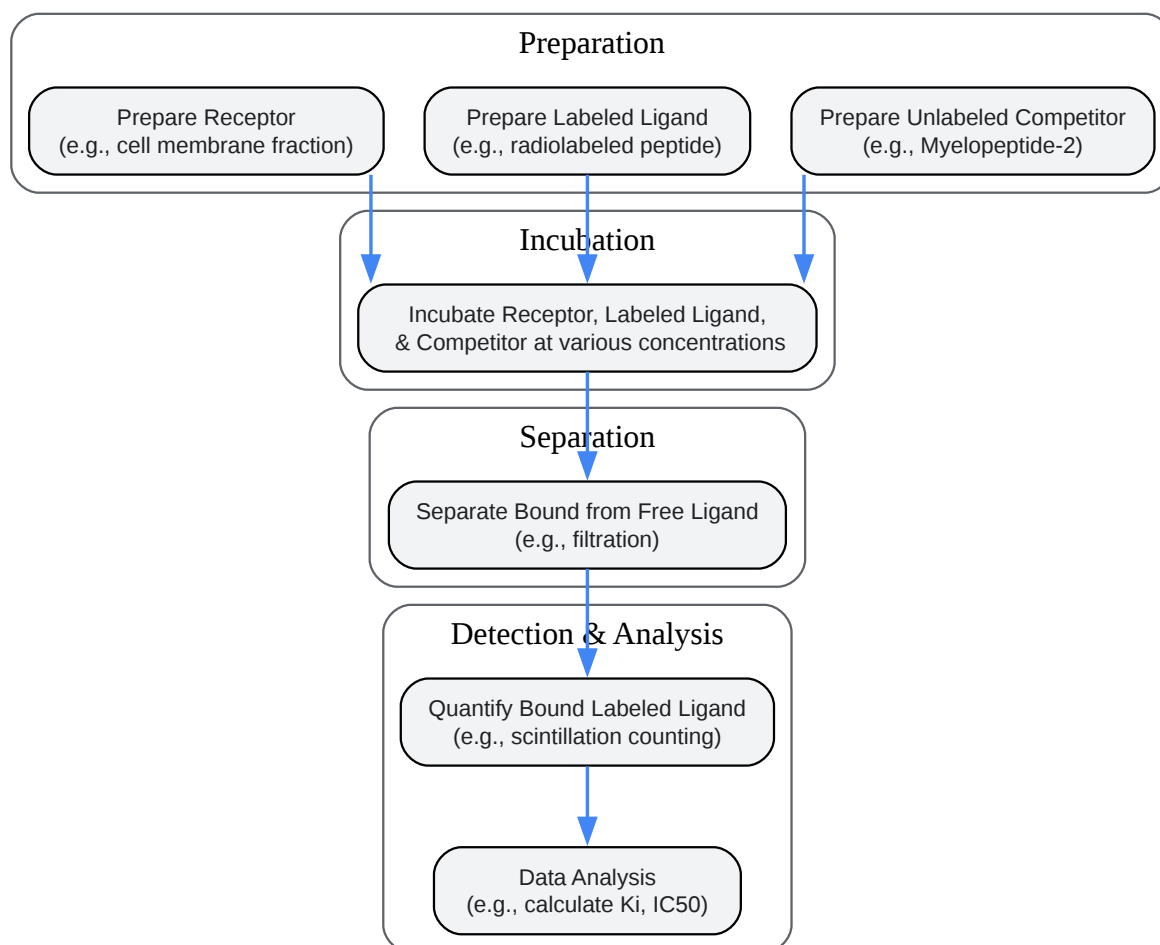 Preparation
Prepare Receptor
(e.g., cell membrane fraction)
Prepare Labeled Ligand
(e.g., radiolabeled peptide)
Prepare Unlabeled Competitor
(e.g., Myelopeptide-2)
Incubation
Incubate Receptor, Labeled Ligand,
& Competitor at various concentrations
Separation
Separate Bound from Free Ligand
(e.g., filtration)
Detection & Analysis
Quantify Bound Labeled Ligand
(e.g., scintillation counting)
Data Analysis
(e.g., calculate Ki, IC50)